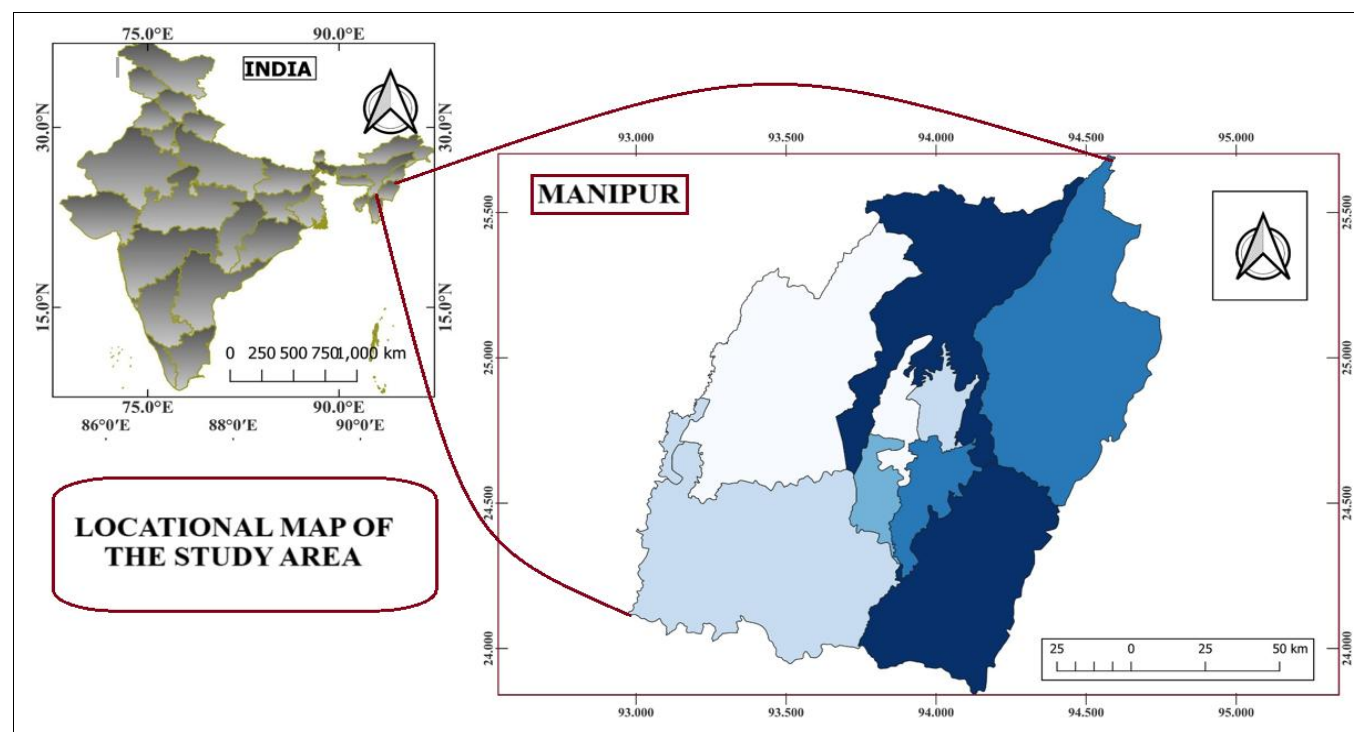 75.0°E 90.0°E
INDIA
30.0°N 30.0°N
15.0°N 15.0°N
0 250 500 750 1,000 km
75.0°E 90.0°E
86°0'E 88°0'E 90°0'E
LOCATIONAL MAP OF
THE STUDY AREA
93.000 93.500 94.000 94.500 95.000
MANIPUR
25.500 25.500
25.000 25.000
24.500 24.500
24.000 24.000
25 0 25 50 km
93.000 93.500 94.000 94.500 95.000